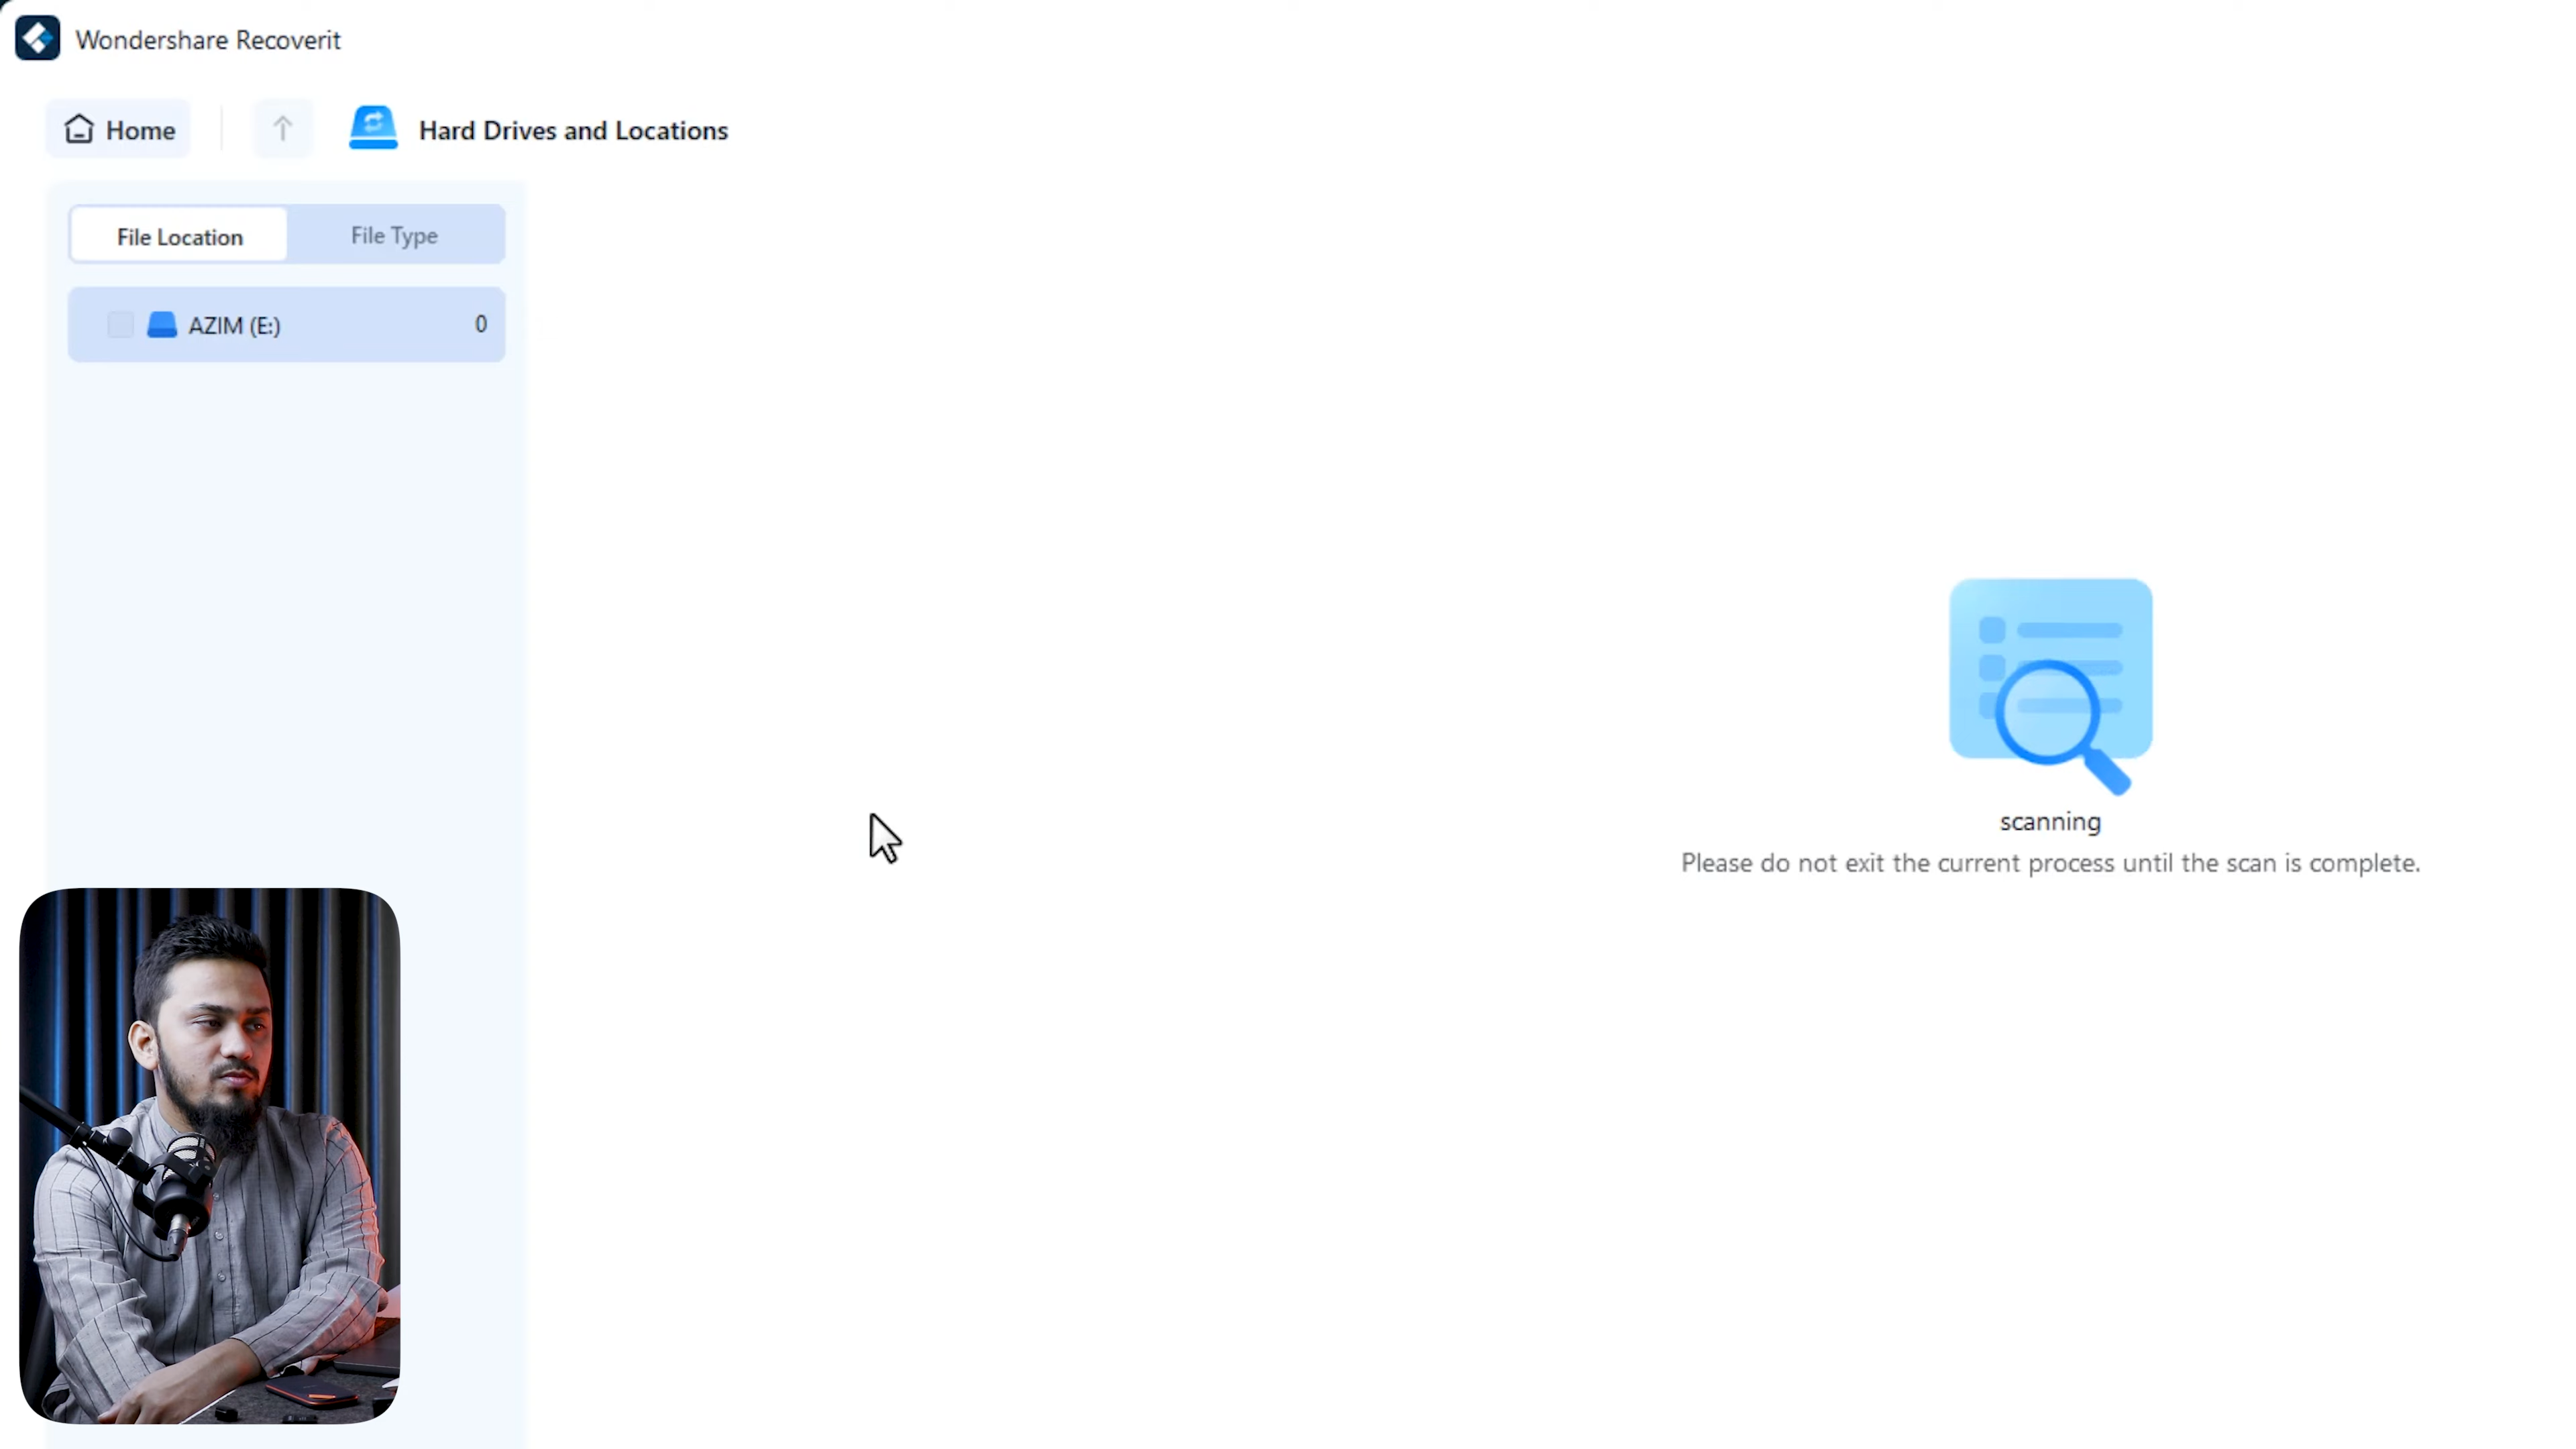 Wondershare Recoverit
Home
Hard Drives and Locations
File Location
File Type
AZIM (E:)
0
scanning
Please do not exit the current process until the scan is complete.